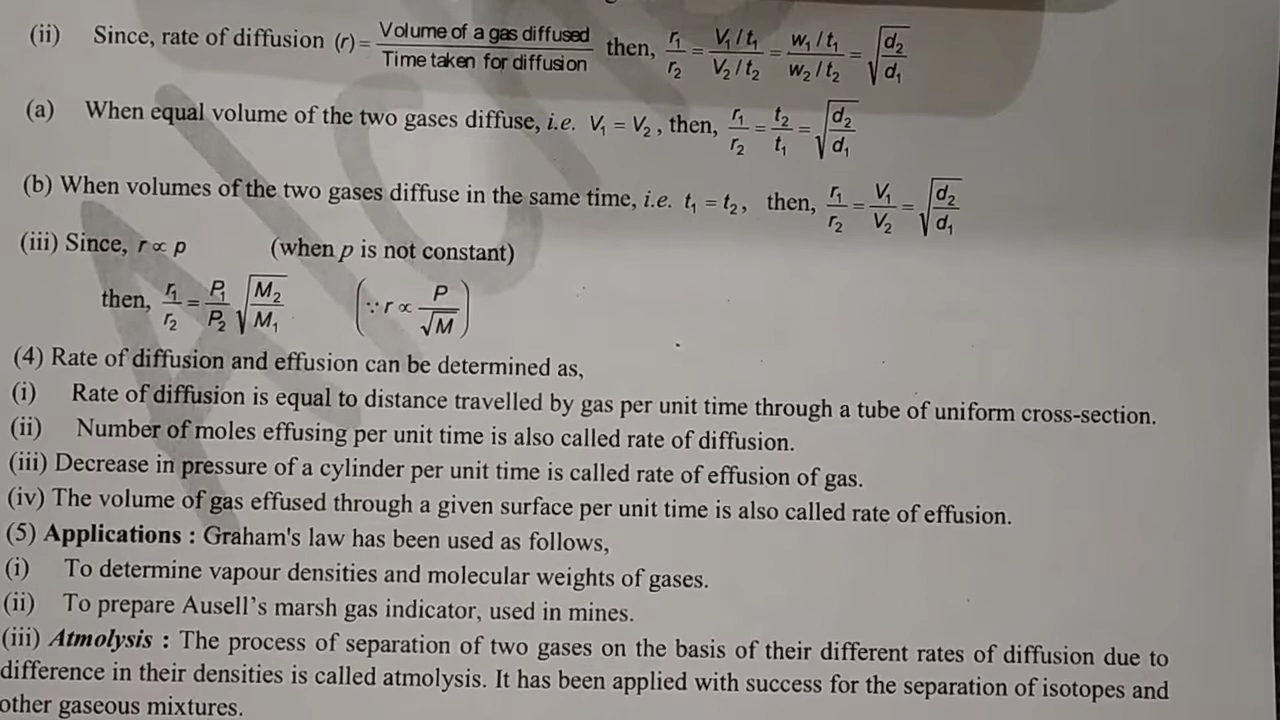 (ii) Since, rate of diffusion (r) = Volume of a gas diffused / Time taken for diffusion then, r₁/r₂ = V₁/t₁ / V₂/t₂ = w₁/t₁ / w₂/t₂ = √(d₂/d₁)
(a) When equal volume of the two gases diffuse, i.e. V₁ = V₂, then, r₁/r₂ = t₂/t₁ = √(d₂/d₁)
(b) When volumes of the two gases diffuse in the same time, i.e. t₁ = t₂, then, r₁/r₂ = V₁/V₂ = √(d₂/d₁)
(iii) Since, r ∝ p (when p is not constant)
then, r₁/r₂ = P₁/P₂ √(M₂/M₁) (∵ r ∝ P/√M)
(4) Rate of diffusion and effusion can be determined as,
(i) Rate of diffusion is equal to distance travelled by gas per unit time through a tube of uniform cross-section.
(ii) Number of moles effusing per unit time is also called rate of diffusion.
(iii) Decrease in pressure of a cylinder per unit time is called rate of effusion of gas.
(iv) The volume of gas effused through a given surface per unit time is also called rate of effusion.
(5) Applications : Graham's law has been used as follows,
(i) To determine vapour densities and molecular weights of gases.
(ii) To prepare Ausell's marsh gas indicator, used in mines.
(iii) Atmolysis : The process of separation of two gases on the basis of their different rates of diffusion due to
difference in their densities is called atmolysis. It has been applied with success for the separation of isotopes and
other gaseous mixtures.